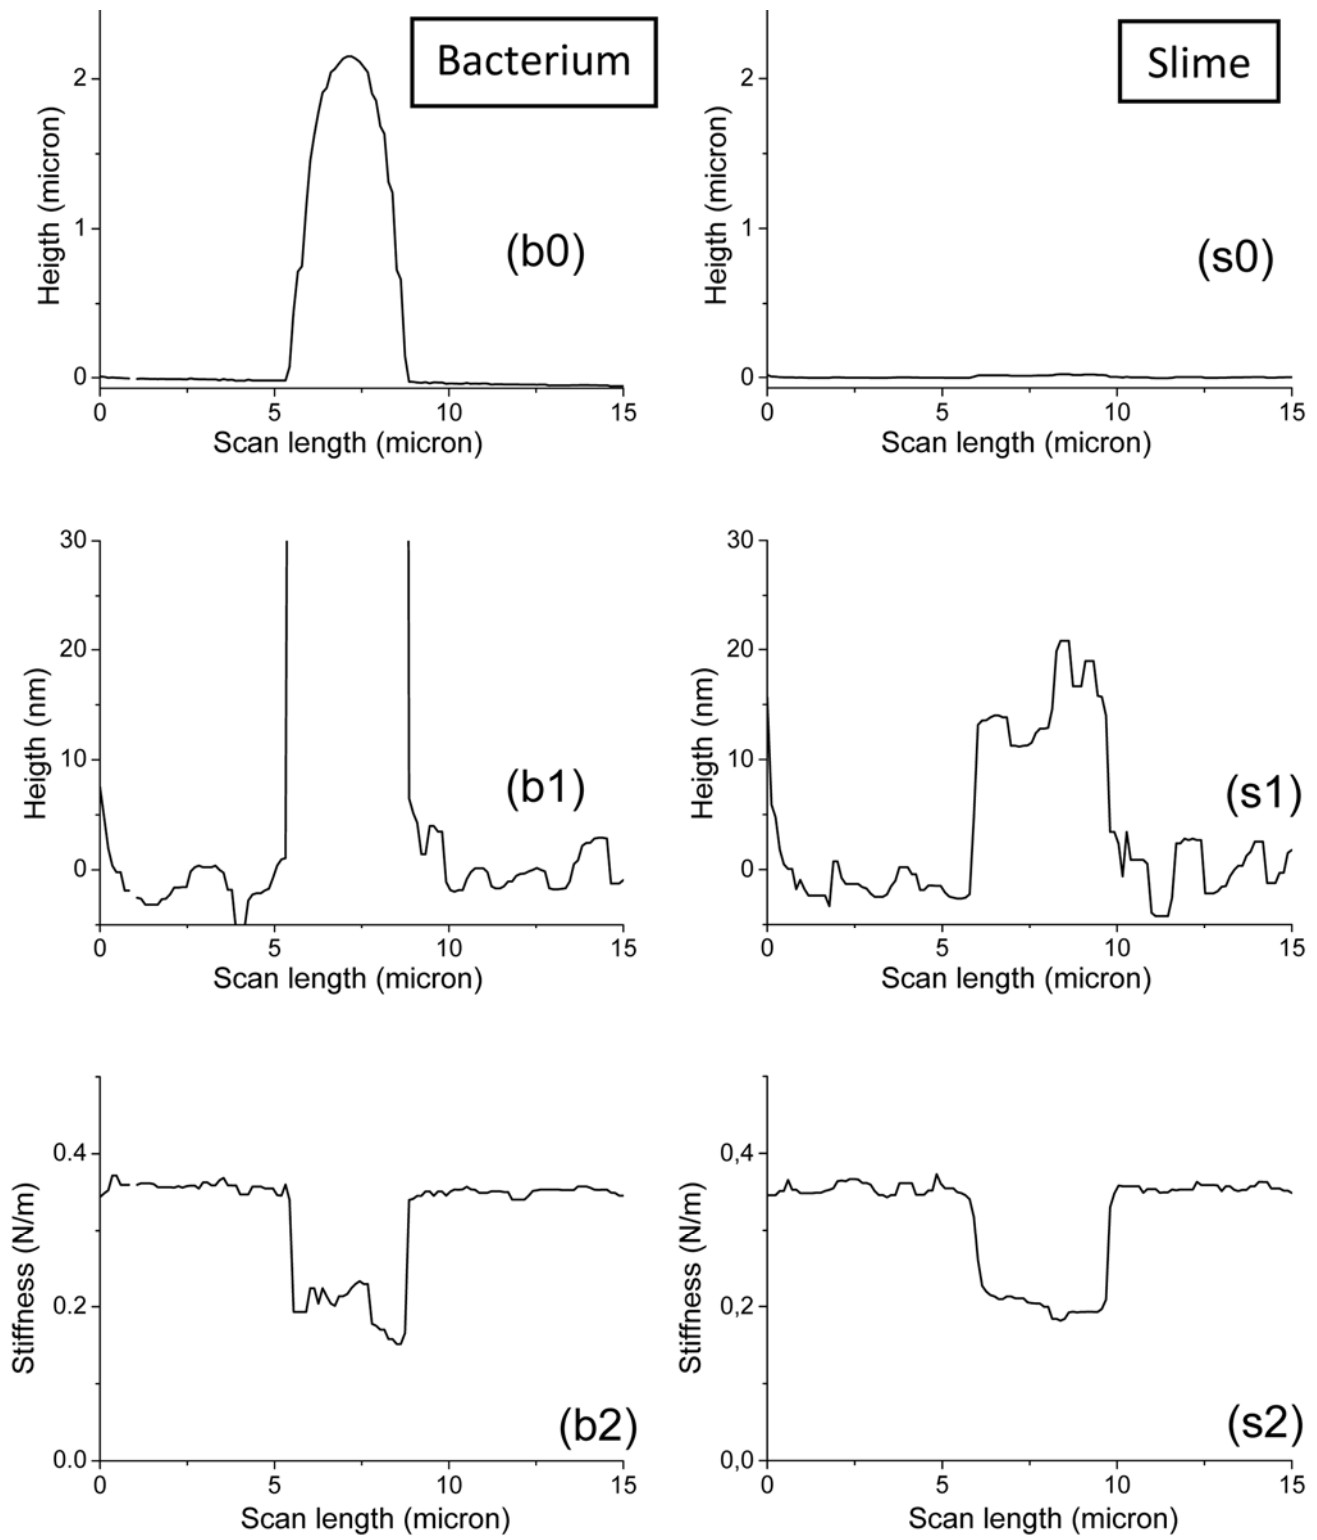 Bacterium
Heigth (micron)
2
1
0
(b0)
0 5 10 15
Scan length (micron)
Slime
Heigth (micron)
2
1
0
(s0)
0 5 10 15
Scan length (micron)
Heigth (nm)
30
20
10
0
(b1)
0 5 10 15
Scan length (micron)
Heigth (nm)
30
20
10
0
(s1)
0 5 10 15
Scan length (micron)
Stiffness (N/m)
0.4
0.2
0.0
(b2)
0 5 10 15
Scan length (micron)
Stiffness (N/m)
0,4
0,2
0,0
(s2)
0 5 10 15
Scan length (micron)